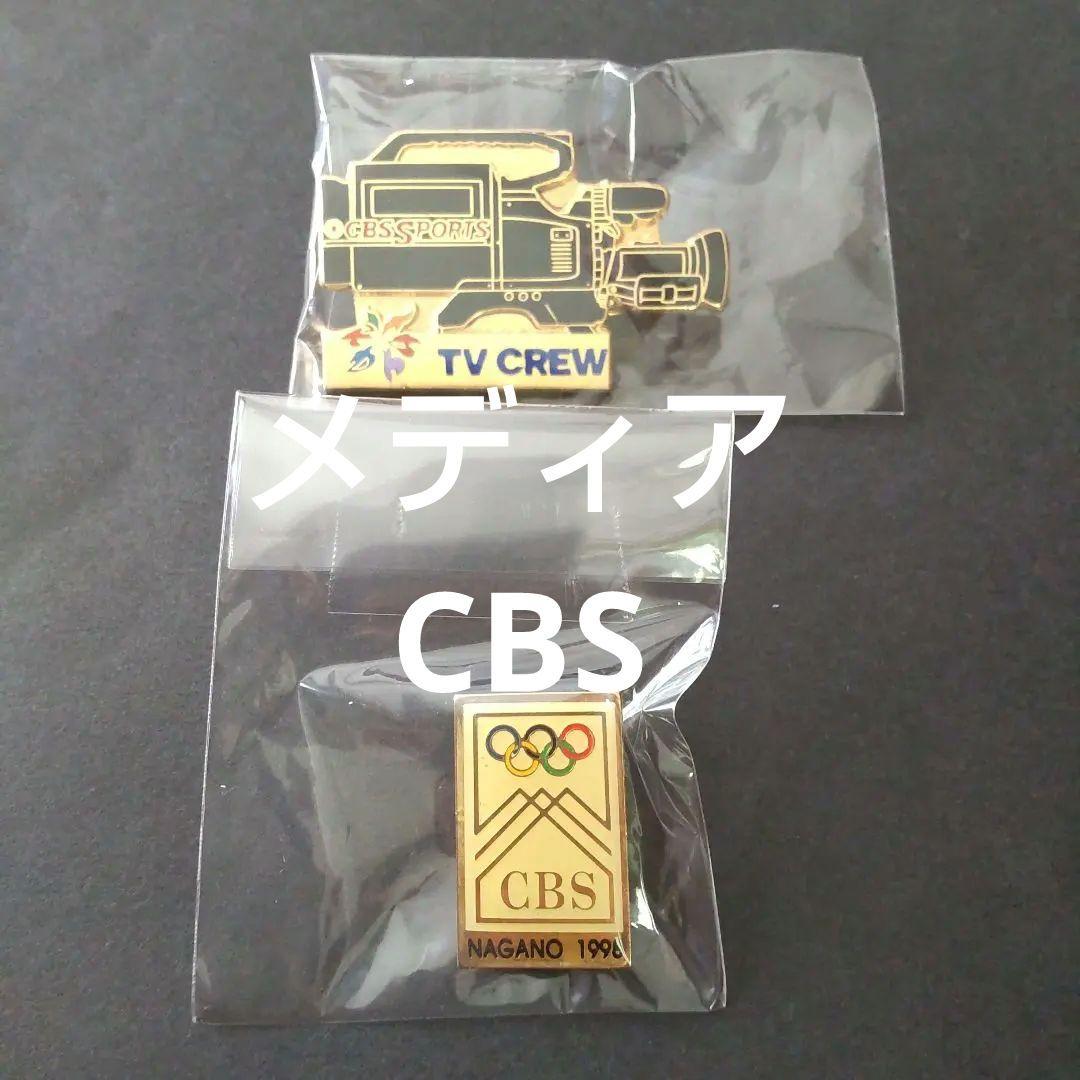 CBS SPORTS
TV CREW
メディア
CBS
CBS
NAGANO 1998